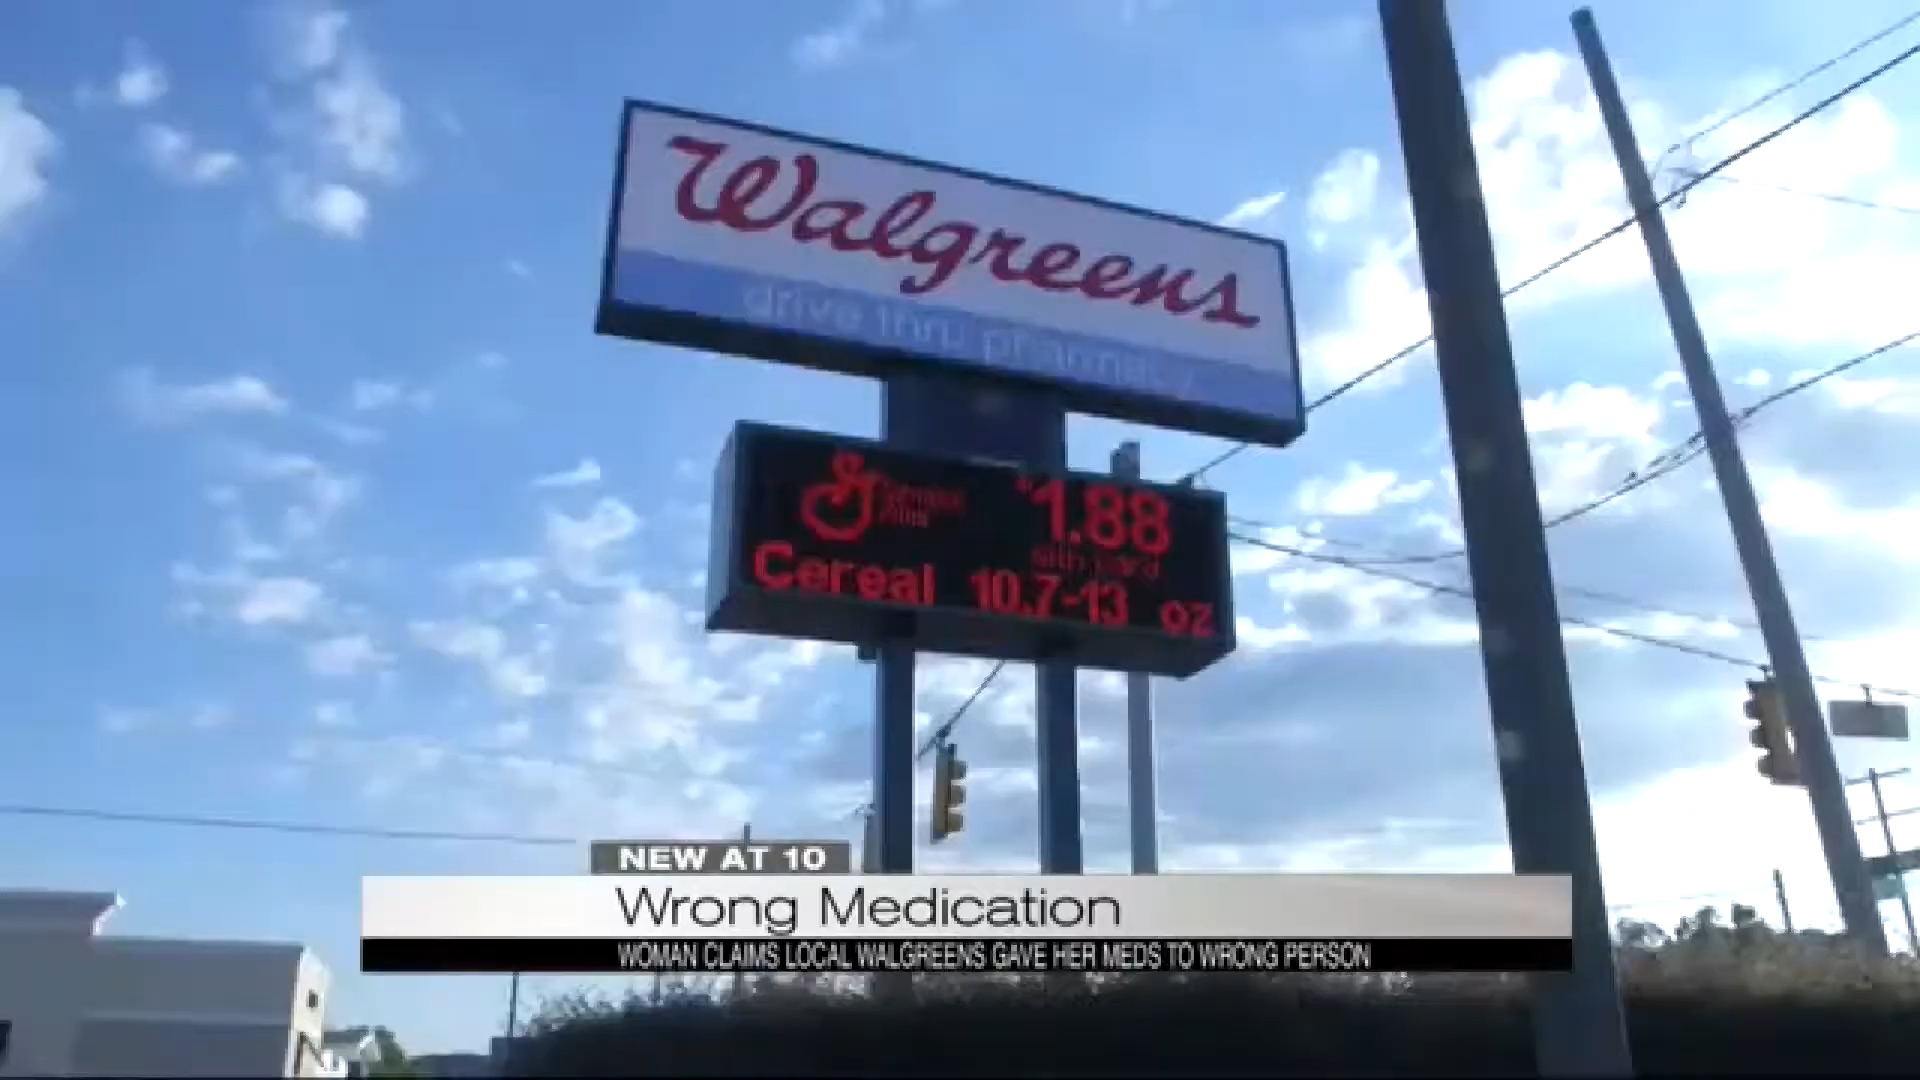 Walgreens
drive thru pharmacy
1.88
with card
Cereal 10.7-13 oz
NEW AT 10
Wrong Medication
WOMAN CLAIMS LOCAL WALGREENS GAVE HER MEDS TO WRONG PERSON